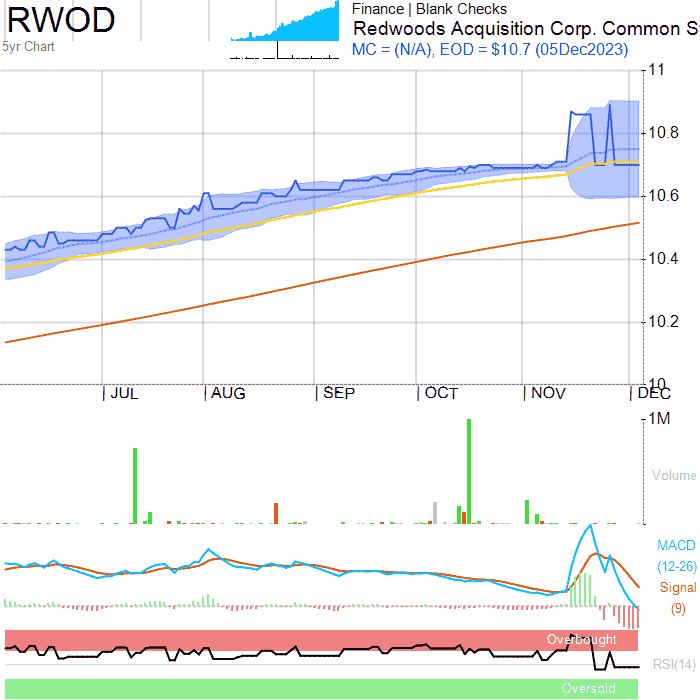 RWOD
5yr Chart
Finance | Blank Checks
Redwoods Acquisition Corp. Common S
MC = (N/A), EOD = $10.7 (05Dec2023)
11
10.8
10.6
10.4
10.2
10
JUL AUG SEP OCT NOV DEC
1M
Volume
MACD
(12-26)
Signal
(9)
Overbought
RSI(14)
Oversold